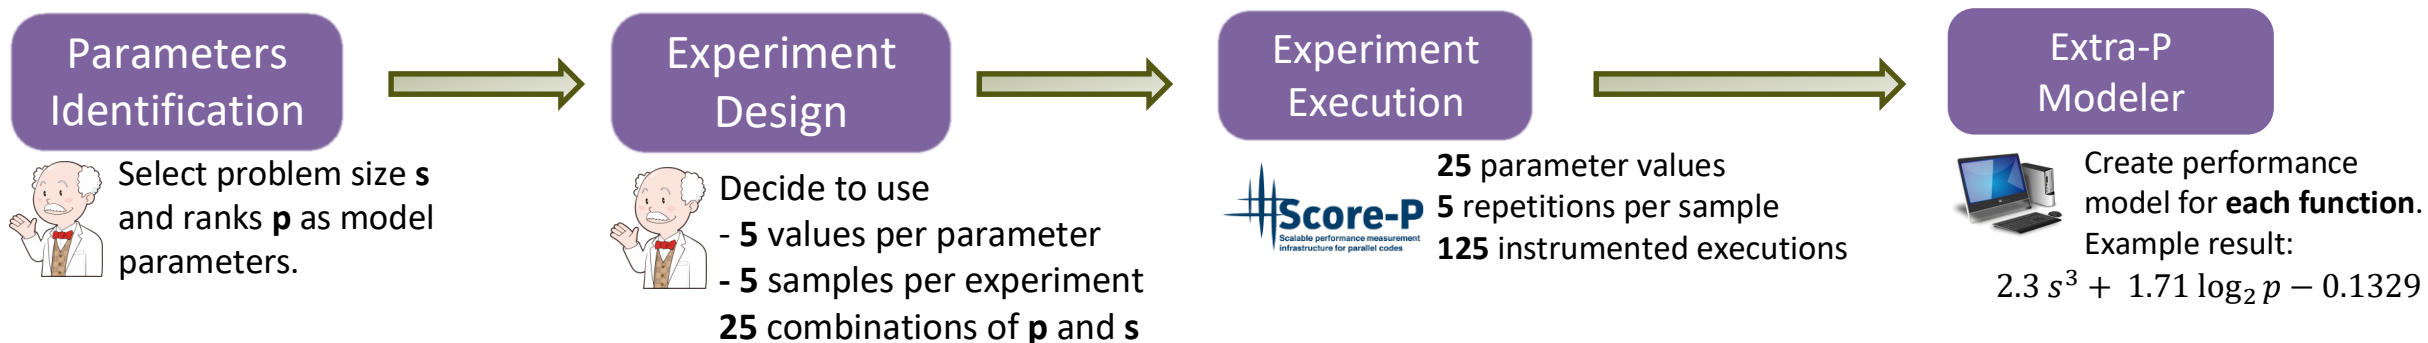 Parameters
Identification
Select problem size s
and ranks p as model
parameters.
Experiment
Design
Decide to use
- 5 values per parameter
- 5 samples per experiment
25 combinations of p and s
Experiment
Execution
Score-P
Scalable performance measurement
infrastructure for parallel codes
25 parameter values
5 repetitions per sample
125 instrumented executions
Extra-P
Modeler
Create performance
model for each function.
Example result:
2.3 s³ + 1.71 log₂ p − 0.1329